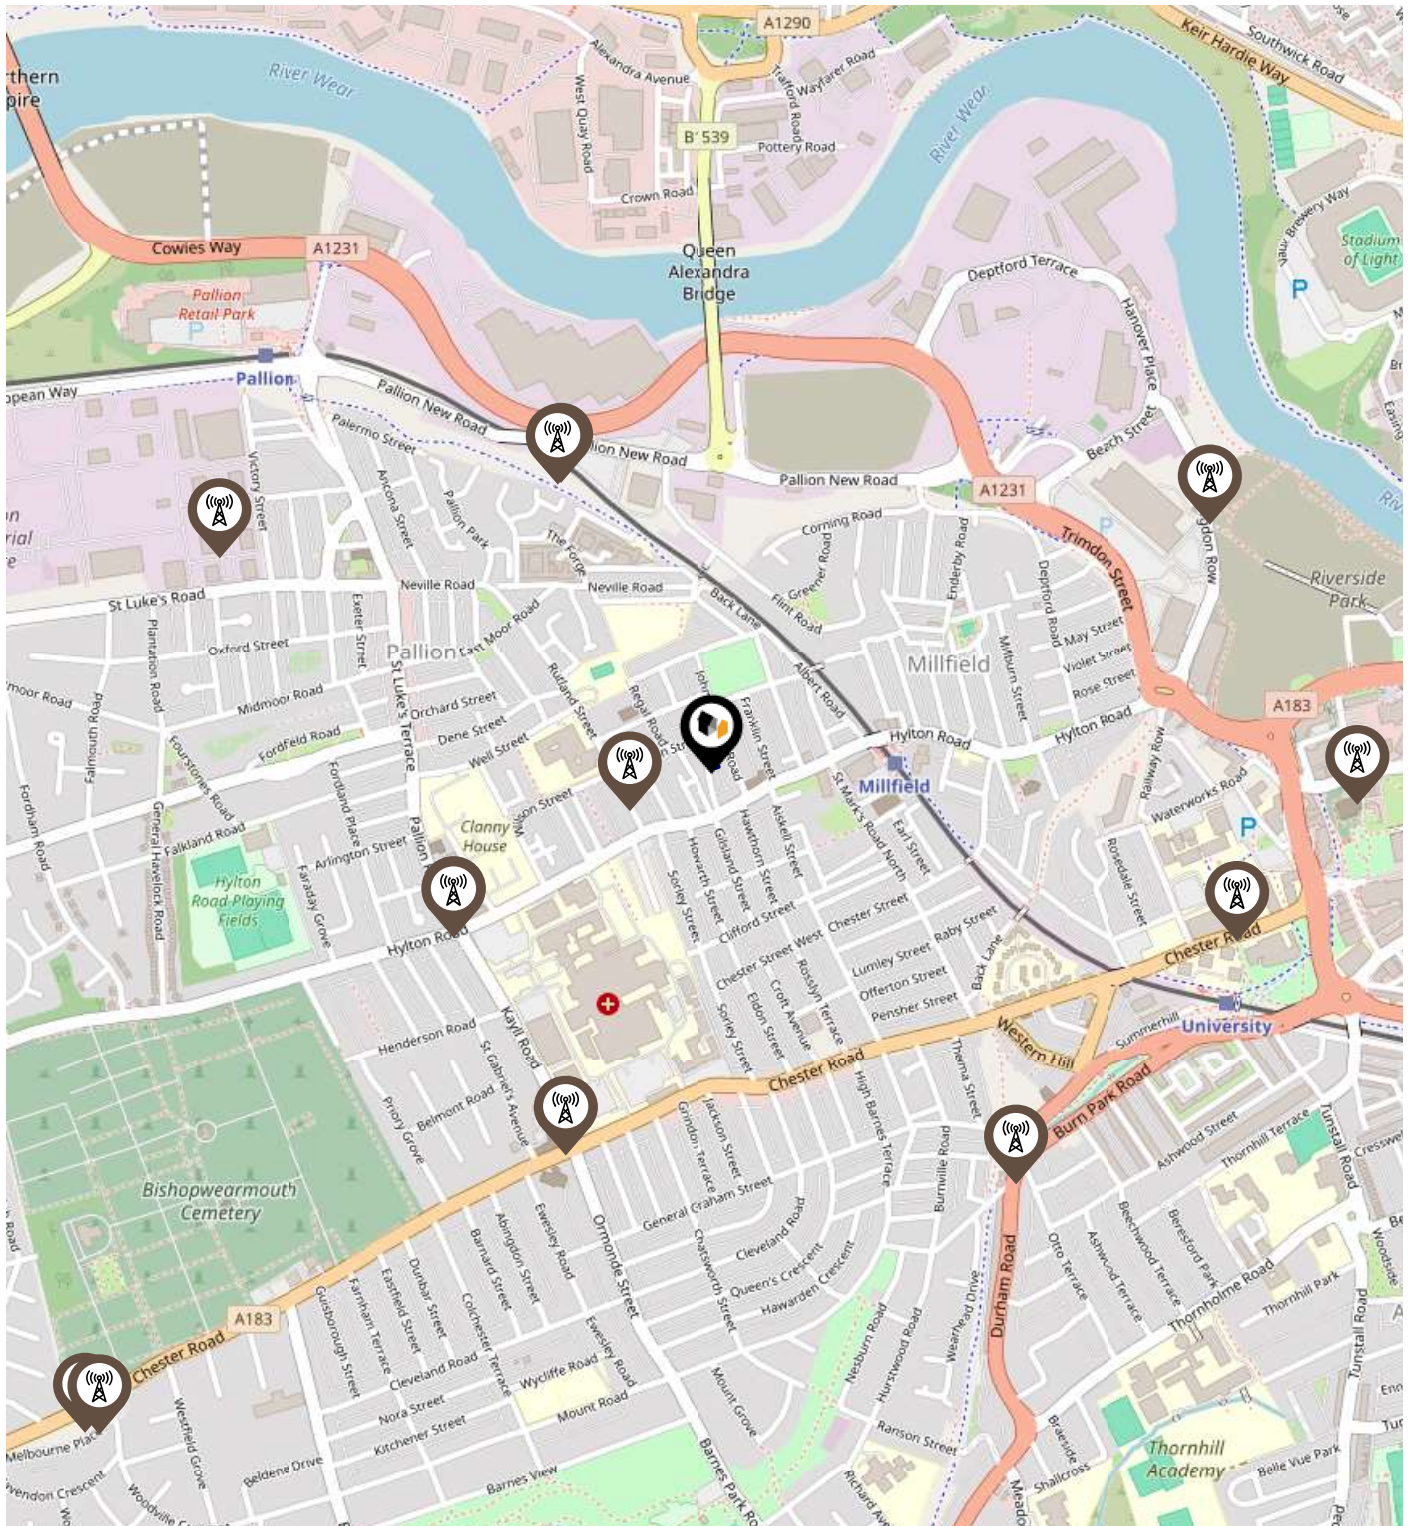 A1290
Keir Hardie Way
Southwick Road
Alexandra Avenue
River Wear
West Quay Road
Trafford Road
Wayfarer Road
River Wear
B 539
Pottery Road
Crown Road
Brewery Way
Stadium
of Light
P
Cowies Way
A1231
Queen
Alexandra
Bridge
Deptford Terrace
Hanover Place
Pallion
Retail Park
P
Pallion
Pallion New Road
Palermo Street
Beach Street
Pallion New Road
A1231
P
Victory Street
Ancona Street
Pallion Park
The Forge
Corning Road
Greener Road
Enderby Road
Trimdon Street
Deptford Road
Neville Road
Neville Road
Back Lane
Flint Road
Riverside
Park
St Luke's Road
Plantation Road
Exeter Street
Oxford Street
Pallion
Millfield
Milburn Street
May Street
Violet Street
Rose Street
Midmoor Road
Falmouth Road
St Luke's Terrace
Orchard Street
Dene Street
Well Street
Rutland Street
Regal Road
Franklin Street
Albert Road
Hylton Road
Hylton Road
A183
Fordfield Road
Fourstones Road
Fordland Place
Railway Row
Millfield
Waterworks Road
P
Fordham Road
General Havelock Road
Falkland Road
Arlington Street
Faraday Grove
Clanny
House
Hylton
Road Playing
Fields
Howarth Street
Gilsland Street
Hawthorn Street
Aiskell Street
St Mark's Road North
Earl Street
Rosedale Street
Sorley Street
Clifford Street
Chester Street
Chester Street West
Hylton Road
Raby Street
Lumley Street
Offerton Street
Pensher Street
Back Lane
Chester Road
Rosslyn Terrace
Croft Avenue
Eldon Street
Sorley Street
Kayll Road
Henderson Road
St Gabriel's Avenue
Belmont Road
Priory Grove
Western Hill
Summerhill
University
Burn Park Road
Chester Road
Therma Street
High Barnes Terrace
Burnville Road
Jackson Street
Grindon Terrace
Ashwood Street
Thornhill Terrace
Tunstall Road
Bishopwearmouth
Cemetery
General Graham Street
Cleveland Road
Queen's Crescent
Hawarden Crescent
Chatsworth Street
Ormonde Street
Ewesley Road
Abingdon Street
Barnard Street
Dunbar Street
Eastfield Street
Farnham Terrace
Guisborough Street
Colchester Terrace
Ewesley Road
Durham Road
Otto Terrace
Ashwood Terrace
Beechwood Terrace
Beresford Park
Thornholme Road
Thornhill Park
Woodside
Tunstall Road
A183
Chester Road
Cleveland Road
Wycliffe Road
Nora Street
Mount Road
Kitchener Street
Mount Grove
Nesburn Road
Hurstwood Road
Wearhead Drive
Ranson Street
Westfield Grove
Beldene Drive
Barnes View
Braeside
Shallcross
Thornhill
Academy
Belle Vue Park